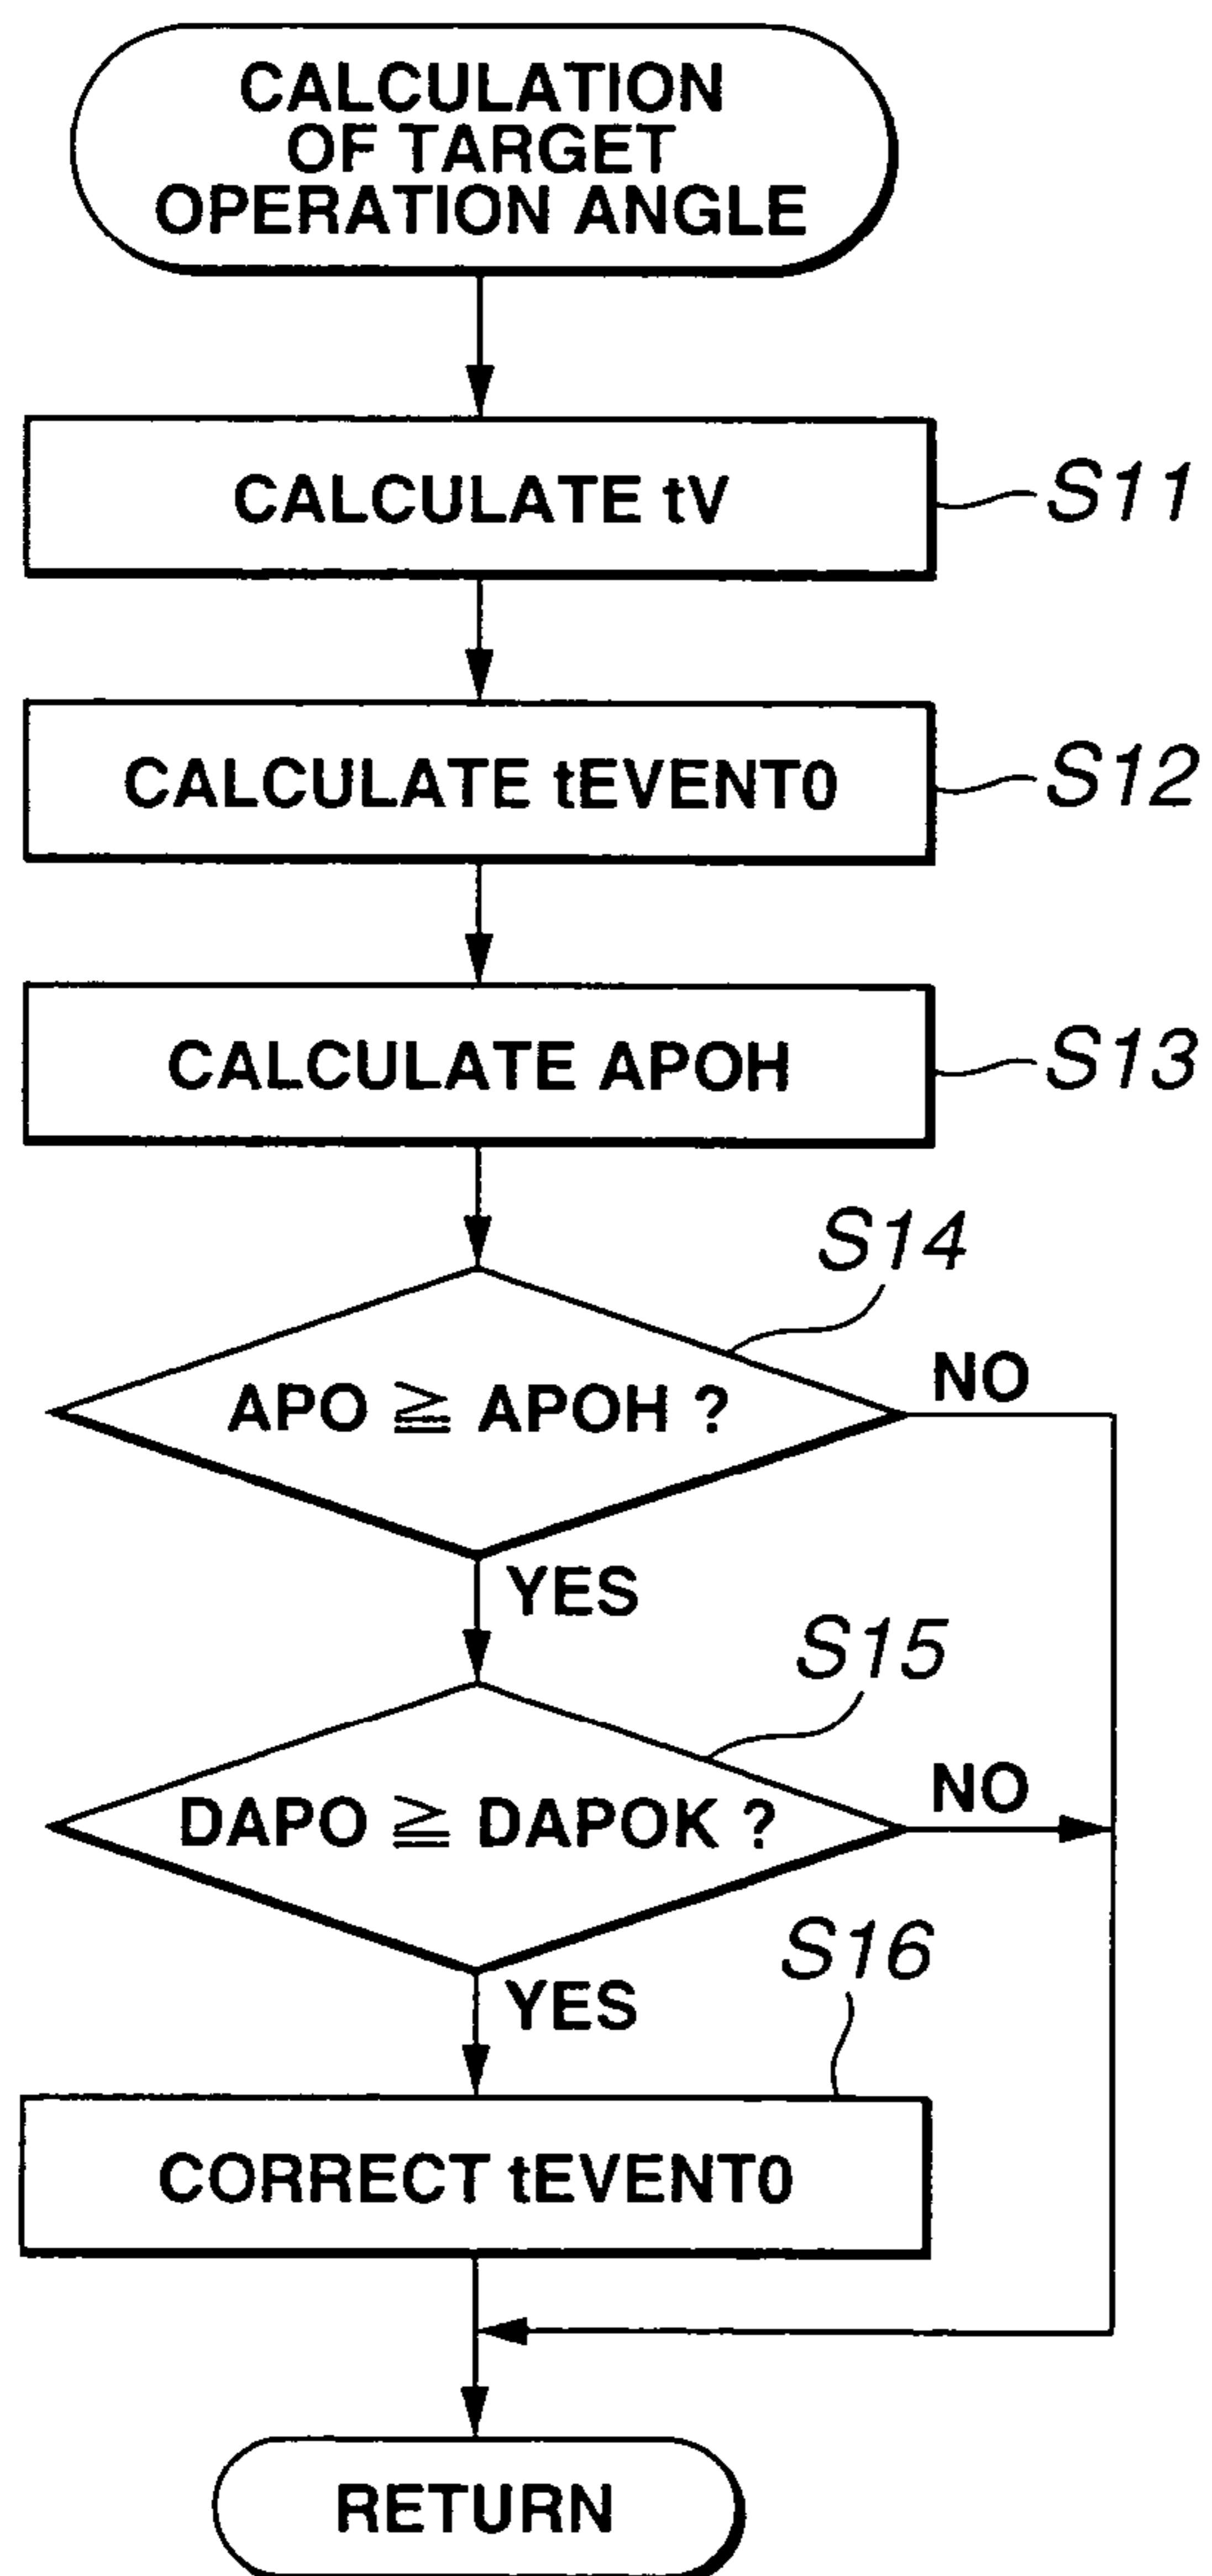 CALCULATION
OF TARGET
OPERATION ANGLE
CALCULATE tV
S11
CALCULATE tEVENT0
S12
CALCULATE APOH
S13
S14
APO ≧ APOH ?
NO
YES
S15
DAPO ≧ DAPOK ?
NO
YES
S16
CORRECT tEVENT0
RETURN